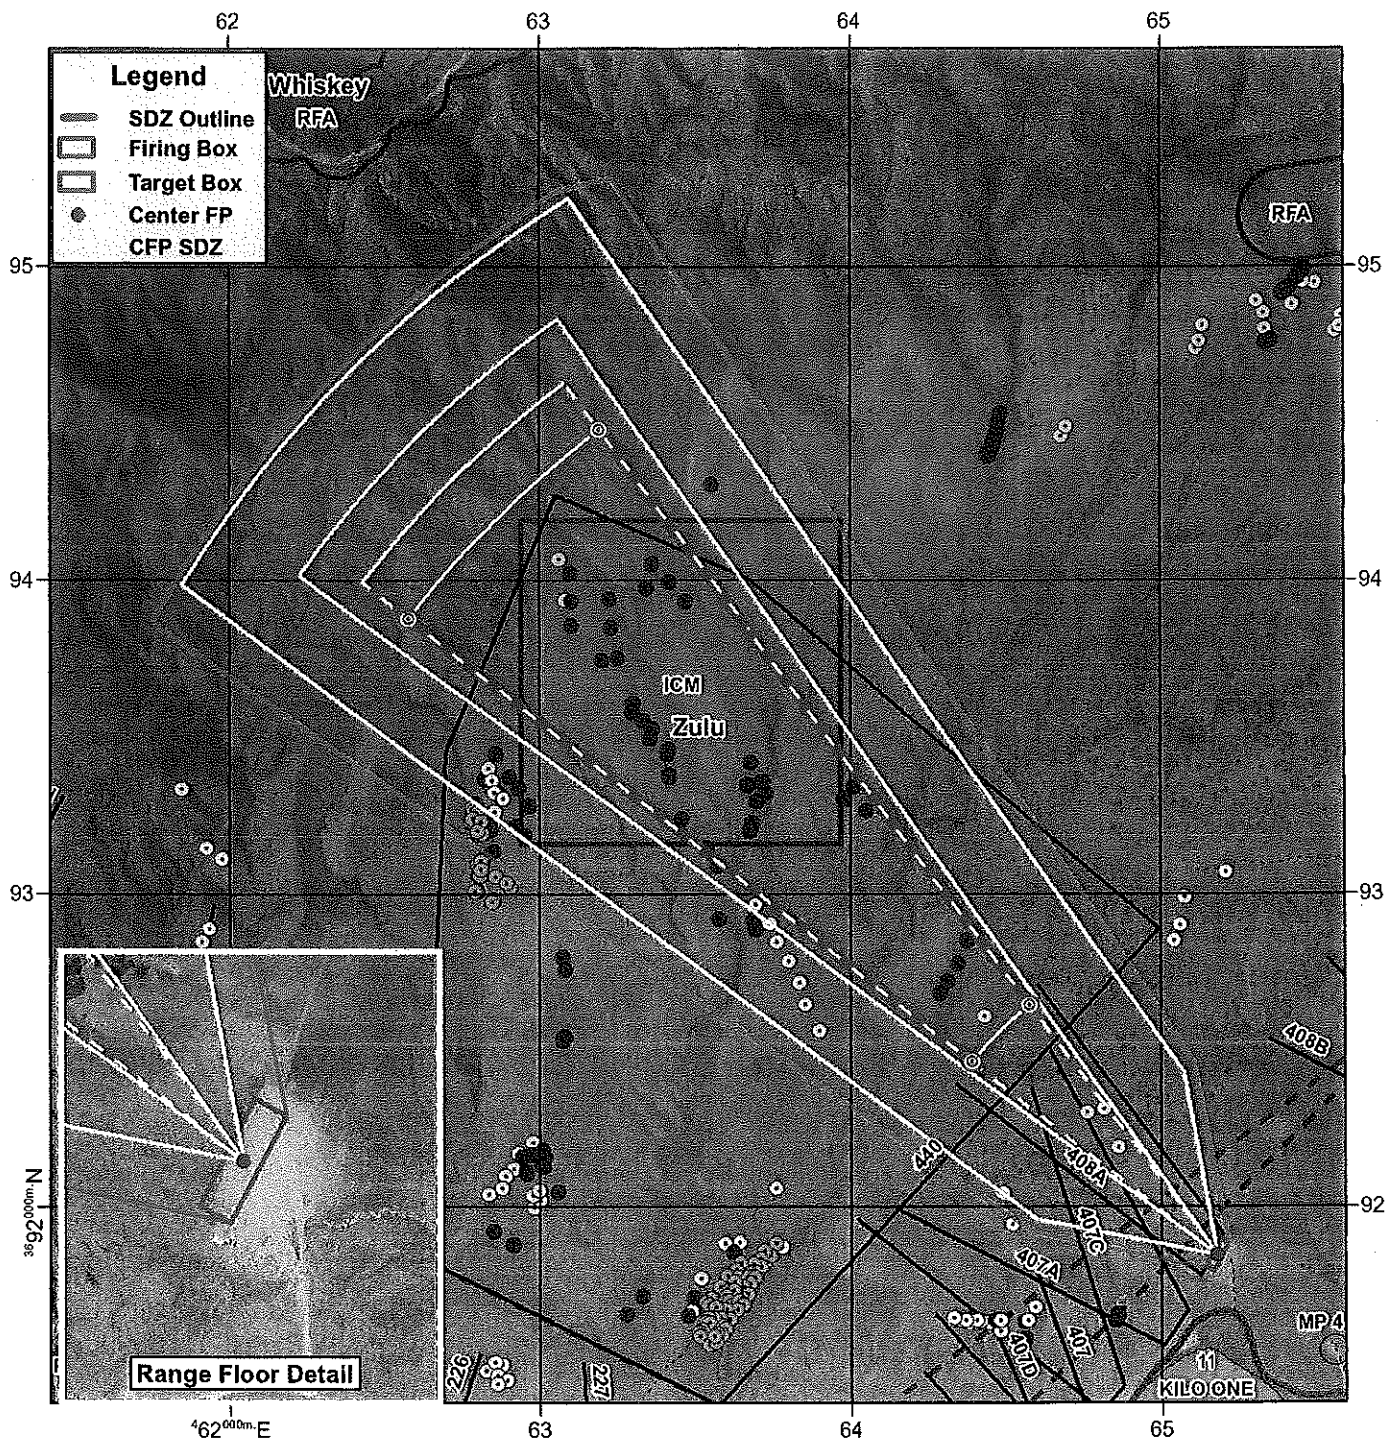 62 63 64 65
Legend
SDZ Outline
Firing Box
Target Box
Center FP
CFP SDZ
Whiskey
RFA
RFA
95 95
94 94
ICM
Zulu
93 93
408B
440
408A
407C
3692000m.N
92
407A
MP 4
407
407D
11
KILO ONE
226
227
Range Floor Detail
462000m.E 63 64 65